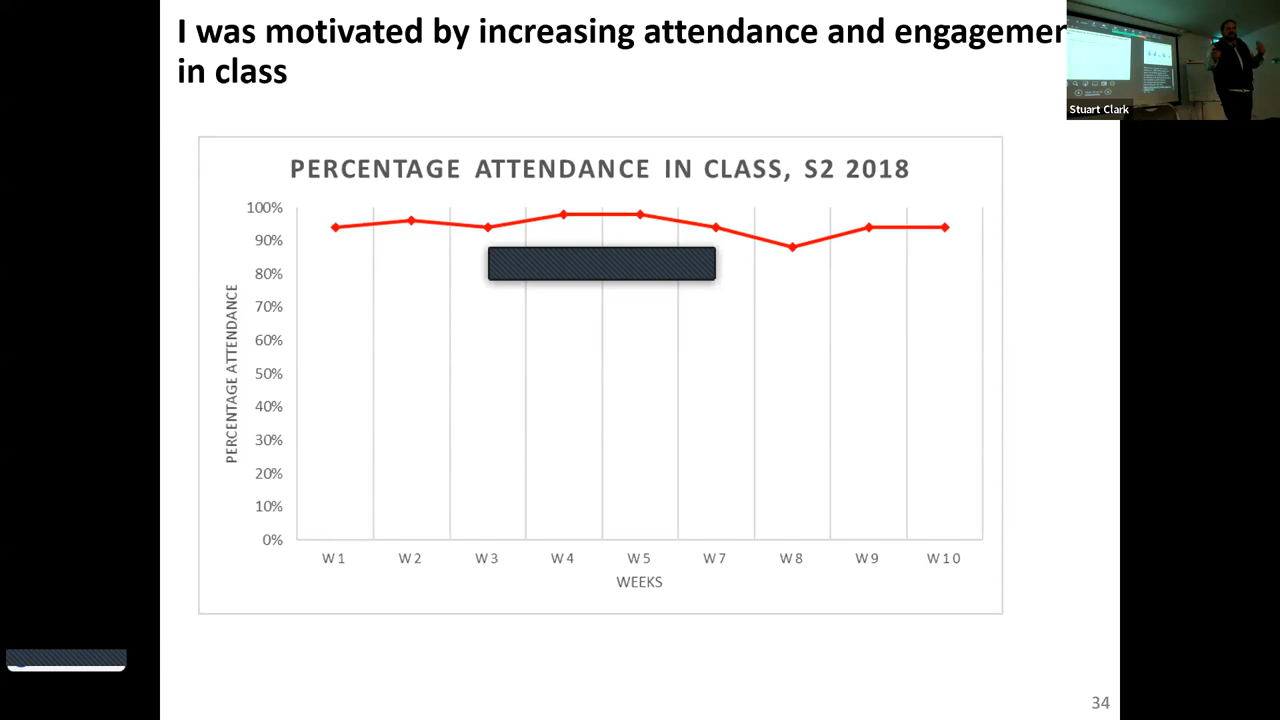 I was motivated by increasing attendance and engagemen
in class
Stuart Clark
PERCENTAGE ATTENDANCE IN CLASS, S2 2018
100%
90%
80%
70%
60%
50%
40%
30%
20%
10%
0%
PERCENTAGE ATTENDANCE
W1 W2 W3 W4 W5 W7 W8 W9 W10
WEEKS
34